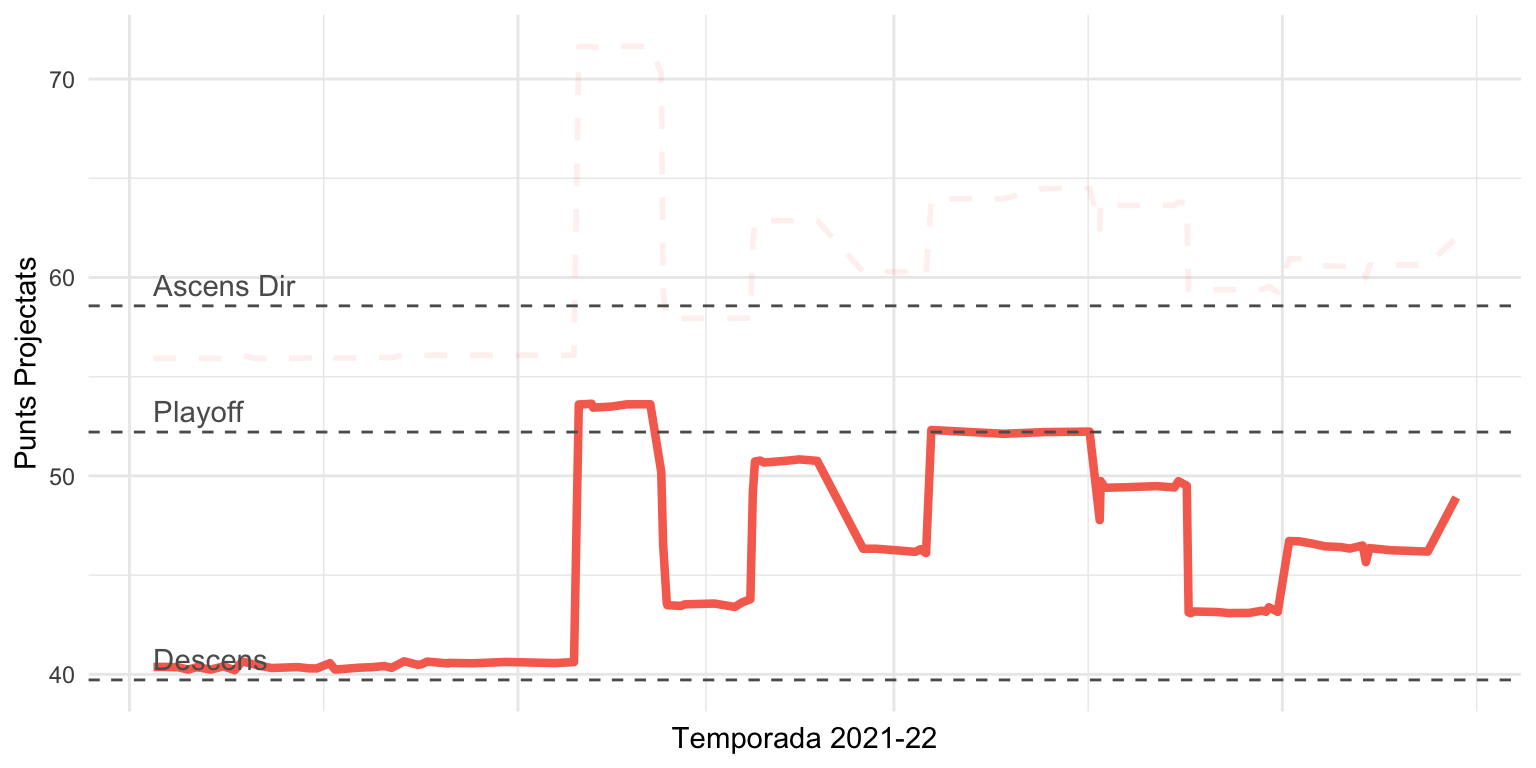 70
60
50
40
Punts Projectats
Ascens Dir
Playoff
Descens
Temporada 2021-22